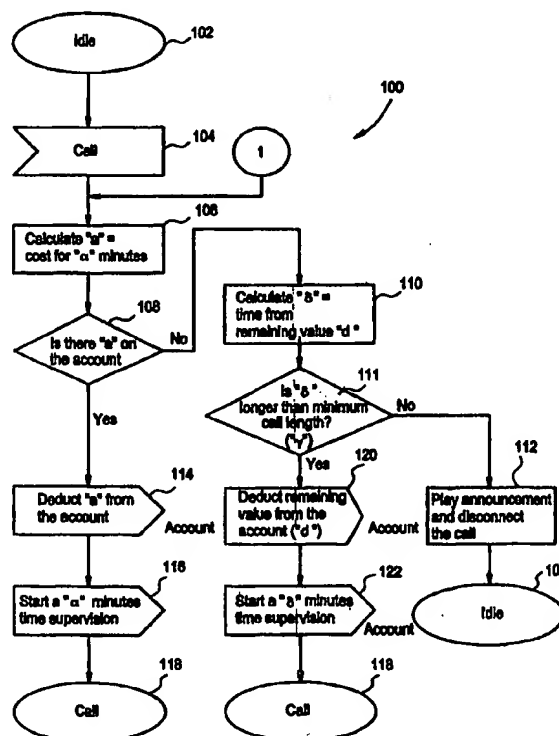 Idle
102
100
Call
104
1
Calculate "a" =
cost for "α" minutes
106
Is there "a" on
the account
108
No
Yes
Calculate "δ" =
time from
remaining value "d"
110
Is "δ"
longer than minimum
call length?
("γ")
111
No
Yes
Deduct "a" from
the account
114
Account
Deduct remaining
value from the
account ("d")
120
Account
Play announcement
and disconnect
the call
112
Start a "α" minutes
time supervision
116
Start a "δ" minutes
time supervision
122
Account
Idle
10
Call
118
Call
118